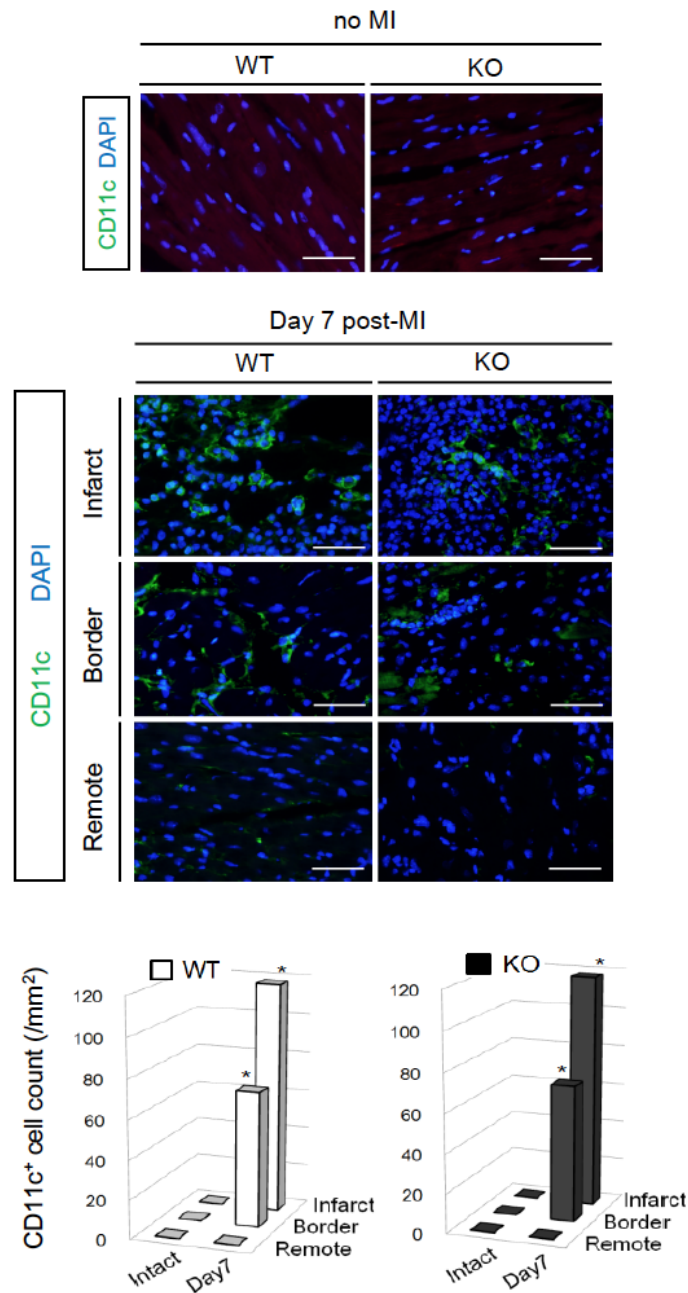 no MI
WT KO
CD11c DAPI
Day 7 post-MI
WT KO
CD11c DAPI
Infarct
Border
Remote
CD11c⁺ cell count (/mm²)
WT
120
100
80
60
40
20
0
*
*
Intact
Day7
Infarct
Border
Remote
KO
120
100
80
60
40
20
0
*
*
Intact
Day7
Infarct
Border
Remote